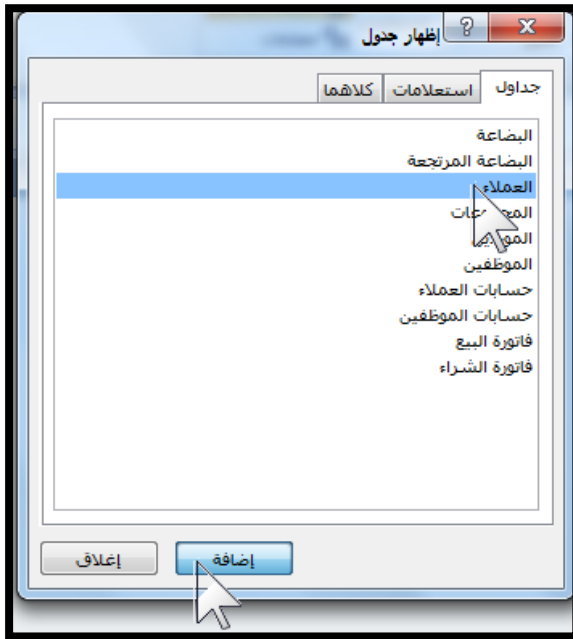 إظهار جدول
جداول استعلامات كلاهما
البضاعة
البضاعة المرتجعة
العملاء
الموظفين
حسابات العملاء
حسابات الموظفين
فاتورة البيع
فاتورة الشراء
إضافة إغلاق